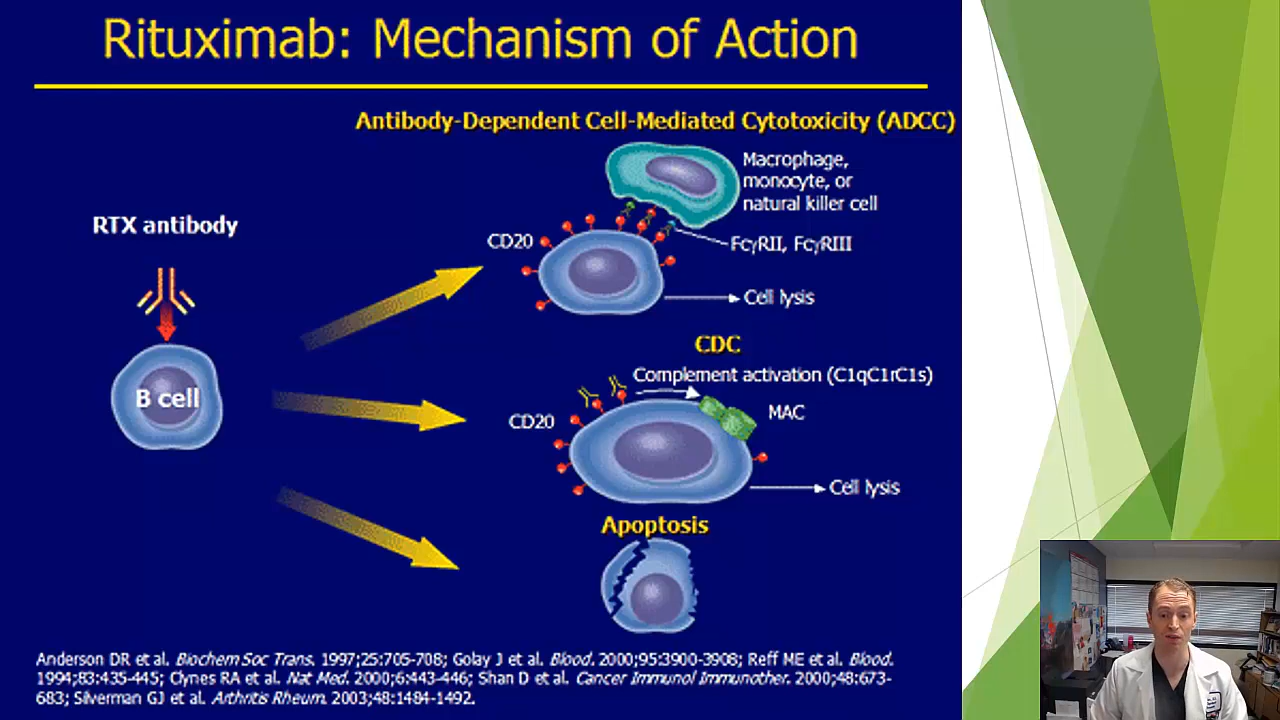 Rituximab: Mechanism of Action
Antibody-Dependent Cell-Mediated Cytotoxicity (ADCC)
Macrophage,
monocyte, or
natural killer cell
RTX antibody
CD20
FcγRII, FcγRIII
Cell lysis
B cell
CDC
Complement activation (C1qC1rC1s)
MAC
CD20
Cell lysis
Apoptosis
Anderson DR et al. Biochem Soc Trans. 1997;25:705-708; Golay J et al. Blood. 2000;95:3900-3908; Reff ME et al. Blood.
1994;83:435-445; Clynes RA et al. Nat Med. 2000;6:443-446; Shan D et al. Cancer Immunol Immunother. 2000;48:673-
683; Silverman GJ et al. Arthritis Rheum. 2003;48:1484-1492.